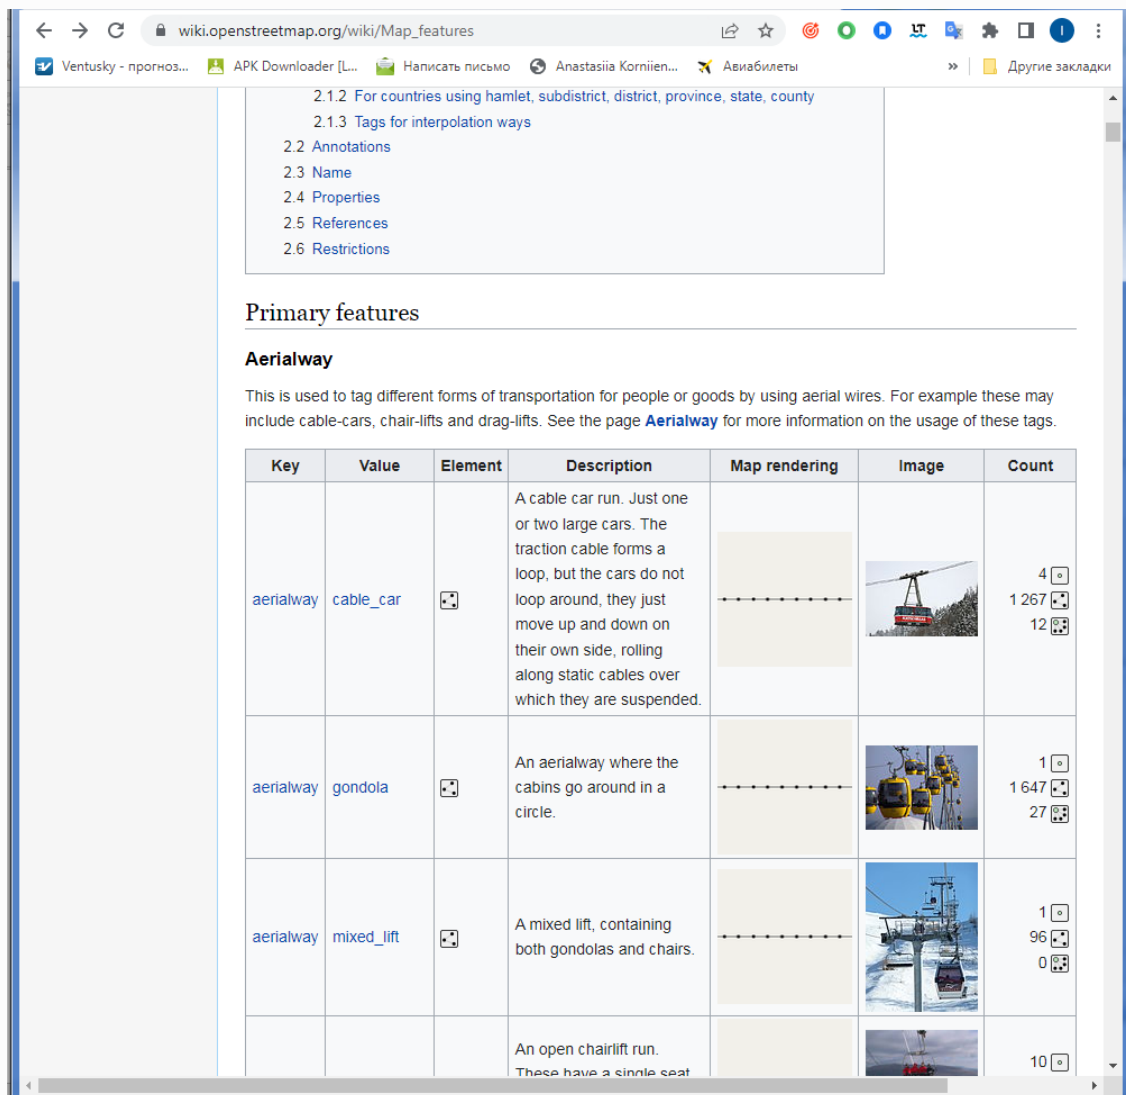 wiki.openstreetmap.org/wiki/Map_features
Ventusky - прогноз... APK Downloader [L... Написать письмо Anastasiia Korniien... Авиабилеты » Другие закладки
2.1.2 For countries using hamlet, subdistrict, district, province, state, county
2.1.3 Tags for interpolation ways
2.2 Annotations
2.3 Name
2.4 Properties
2.5 References
2.6 Restrictions
Primary features
Aerialway
This is used to tag different forms of transportation for people or goods by using aerial wires. For example these may
include cable-cars, chair-lifts and drag-lifts. See the page Aerialway for more information on the usage of these tags.
Key Value Element Description Map rendering Image Count
aerialway cable_car
A cable car run. Just one
or two large cars. The
traction cable forms a
loop, but the cars do not
loop around, they just
move up and down on
their own side, rolling
along static cables over
which they are suspended.
4
1 267
12
aerialway gondola
An aerialway where the
cabins go around in a
circle.
1
1 647
27
aerialway mixed_lift
A mixed lift, containing
both gondolas and chairs.
1
96
0
An open chairlift run.
These have a single seat
10